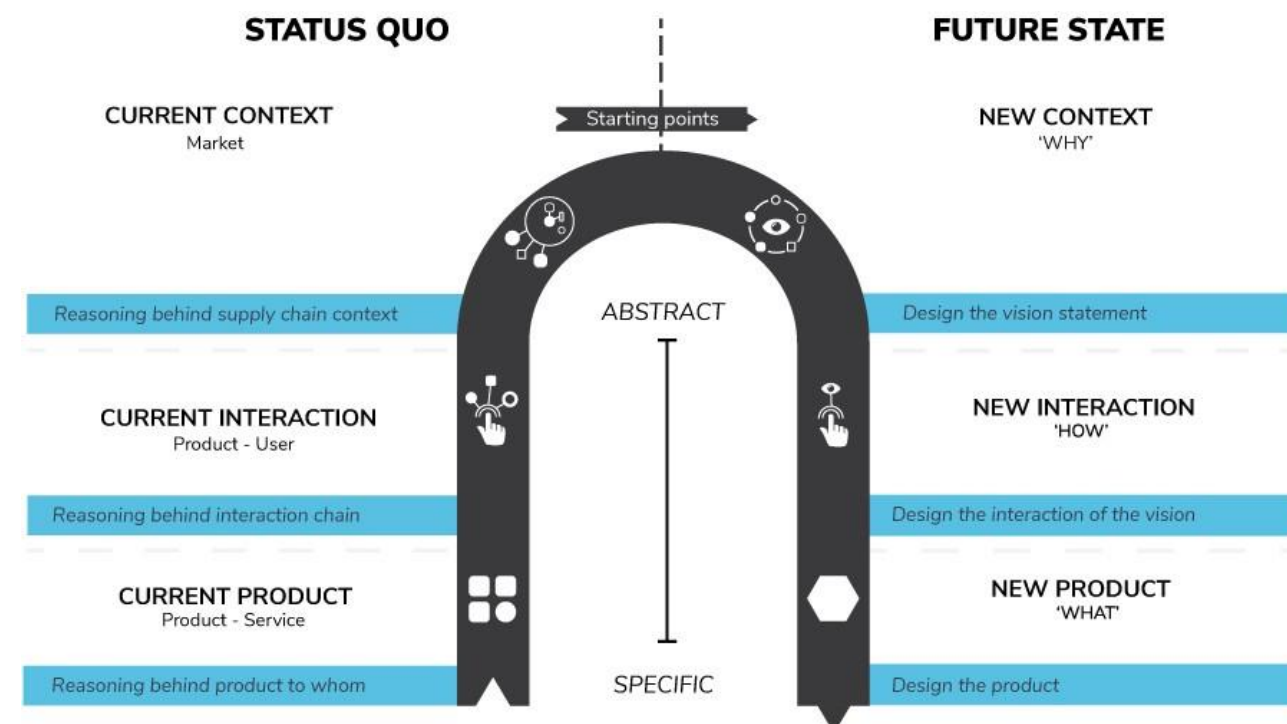 STATUS QUO
FUTURE STATE
CURRENT CONTEXT
Market
Starting points
NEW CONTEXT
‘WHY’
Reasoning behind supply chain context
ABSTRACT
Design the vision statement
CURRENT INTERACTION
Product - User
NEW INTERACTION
‘HOW’
Reasoning behind interaction chain
Design the interaction of the vision
CURRENT PRODUCT
Product - Service
NEW PRODUCT
‘WHAT’
Reasoning behind product to whom
SPECIFIC
Design the product